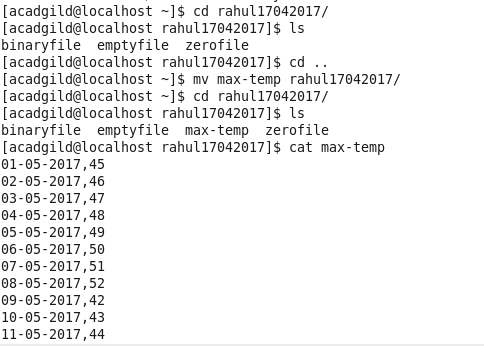 [acadgild@localhost ~]$ cd rahul17042017/
[acadgild@localhost rahul17042017]$ ls
binaryfile  emptyfile  zerofile
[acadgild@localhost rahul17042017]$ cd ..
[acadgild@localhost ~]$ mv max-temp rahul17042017/
[acadgild@localhost ~]$ cd rahul17042017/
[acadgild@localhost rahul17042017]$ ls
binaryfile  emptyfile  max-temp  zerofile
[acadgild@localhost rahul17042017]$ cat max-temp
01-05-2017,45
02-05-2017,46
03-05-2017,47
04-05-2017,48
05-05-2017,49
06-05-2017,50
07-05-2017,51
08-05-2017,52
09-05-2017,42
10-05-2017,43
11-05-2017,44